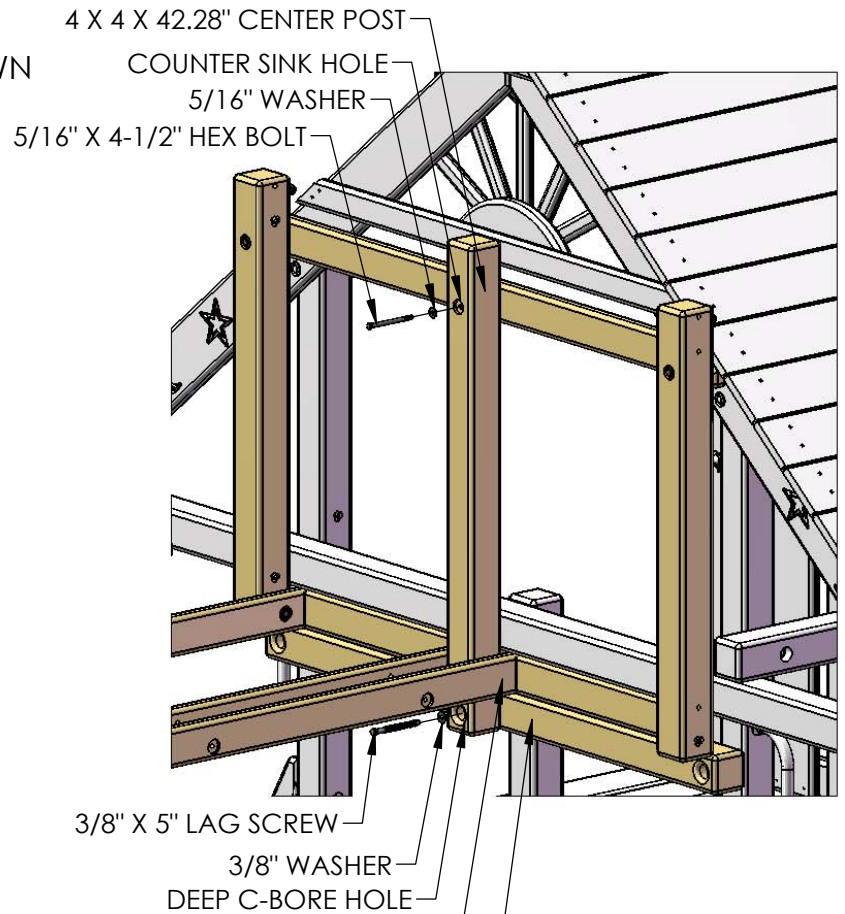 4 X 4 X 42.28" CENTER POST
COUNTER SINK HOLE
5/16" WASHER
5/16" X 4-1/2" HEX BOLT
3/8" X 5" LAG SCREW
3/8" WASHER
DEEP C-BORE HOLE